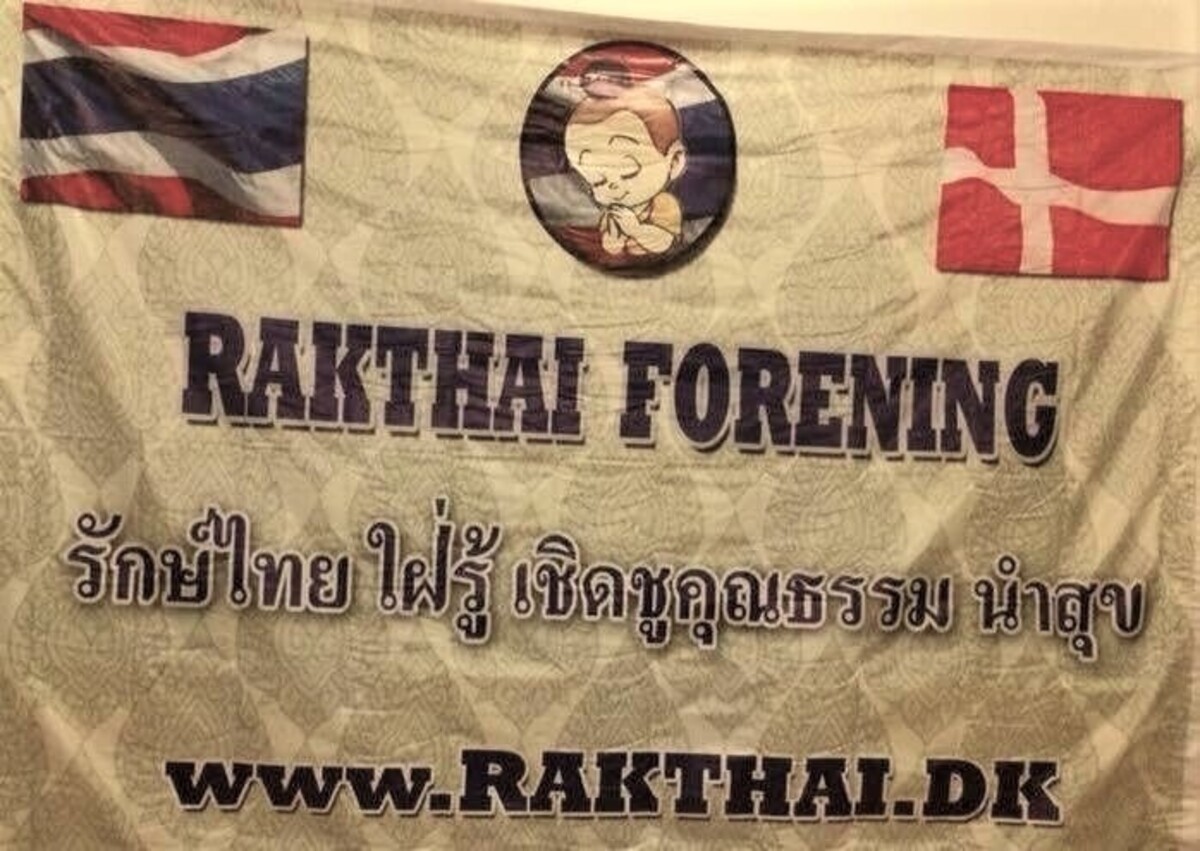 RAKTHAI FORENING
รักษ์ไทย ใฝ่รู้ เชิดชูคุณธรรม นำสุข
www.RAKTHAI.DK